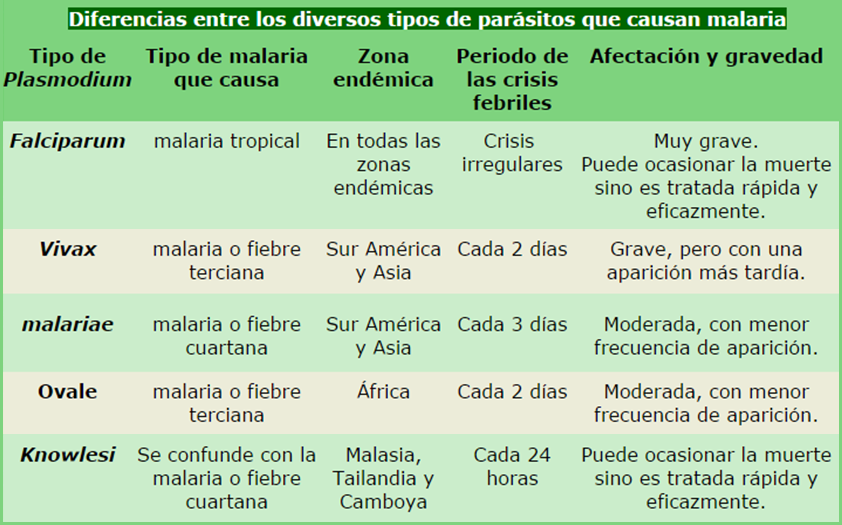 Diferencias entre los diversos tipos de parásitos que causan malaria
Tipo de Plasmodium
Tipo de malaria que causa
Zona endémica
Periodo de las crisis febriles
Afectación y gravedad
Falciparum
malaria tropical
En todas las zonas endémicas
Crisis irregulares
Muy grave.
Puede ocasionar la muerte sino es tratada rápida y eficazmente.
Vivax
malaria o fiebre terciana
Sur América y Asia
Cada 2 días
Grave, pero con una aparición más tardía.
malariae
malaria o fiebre cuartana
Sur América y Asia
Cada 3 días
Moderada, con menor frecuencia de aparición.
Ovale
malaria o fiebre terciana
África
Cada 2 días
Moderada, con menor frecuencia de aparición.
Knowlesi
Se confunde con la malaria o fiebre cuartana
Malasia, Tailandia y Camboya
Cada 24 horas
Puede ocasionar la muerte sino es tratada rápida y eficazmente.